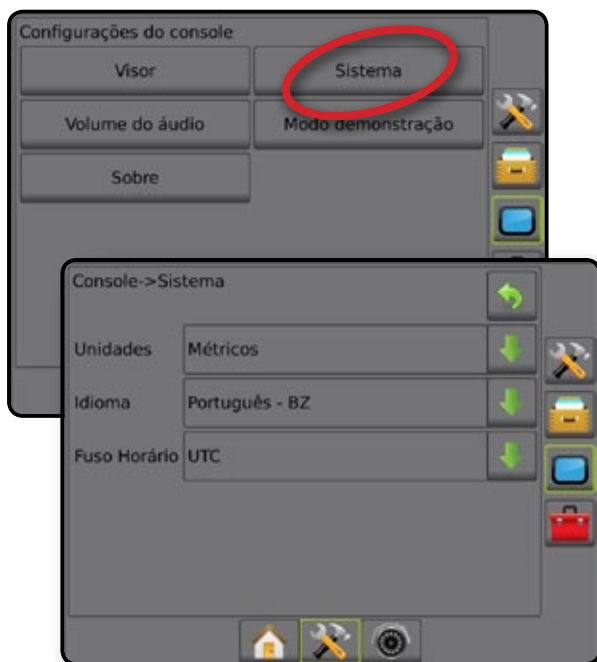 Configurações do console
Visor
Sistema
Volume do áudio
Modo demonstração
Sobre
Console->Sistema
Unidades Métricos
Idioma Português - BZ
Fuso Horário UTC